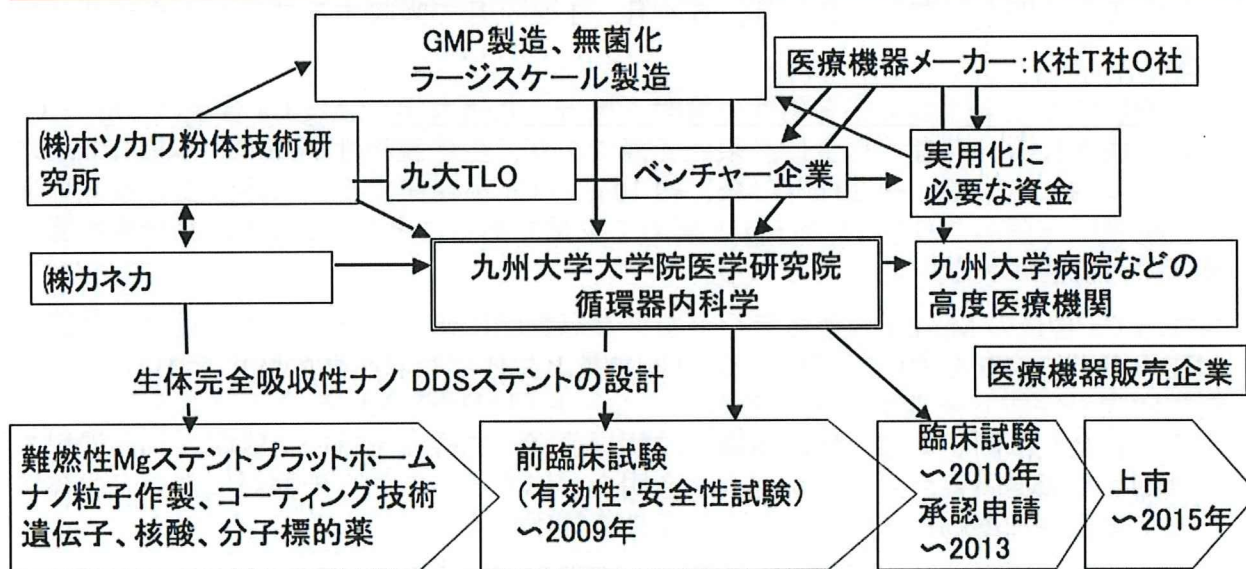 GMP製造、無菌化
ラージスケール製造
医療機器メーカー:K社T社O社
㈱ホソカワ粉体技術研
究所
九大TLO
ベンチャー企業
実用化に
必要な資金
㈱カネカ
九州大学大学院医学研究院
循環器内科学
九州大学病院などの
高度医療機関
生体完全吸収性ナノ DDSステントの設計
医療機器販売企業
難燃性Mgステントプラットホーム
ナノ粒子作製、コーティング技術
遺伝子、核酸、分子標的薬
前臨床試験
(有効性・安全性試験)
~2009年
臨床試験
~2010年
承認申請
~2013
上市
~2015年